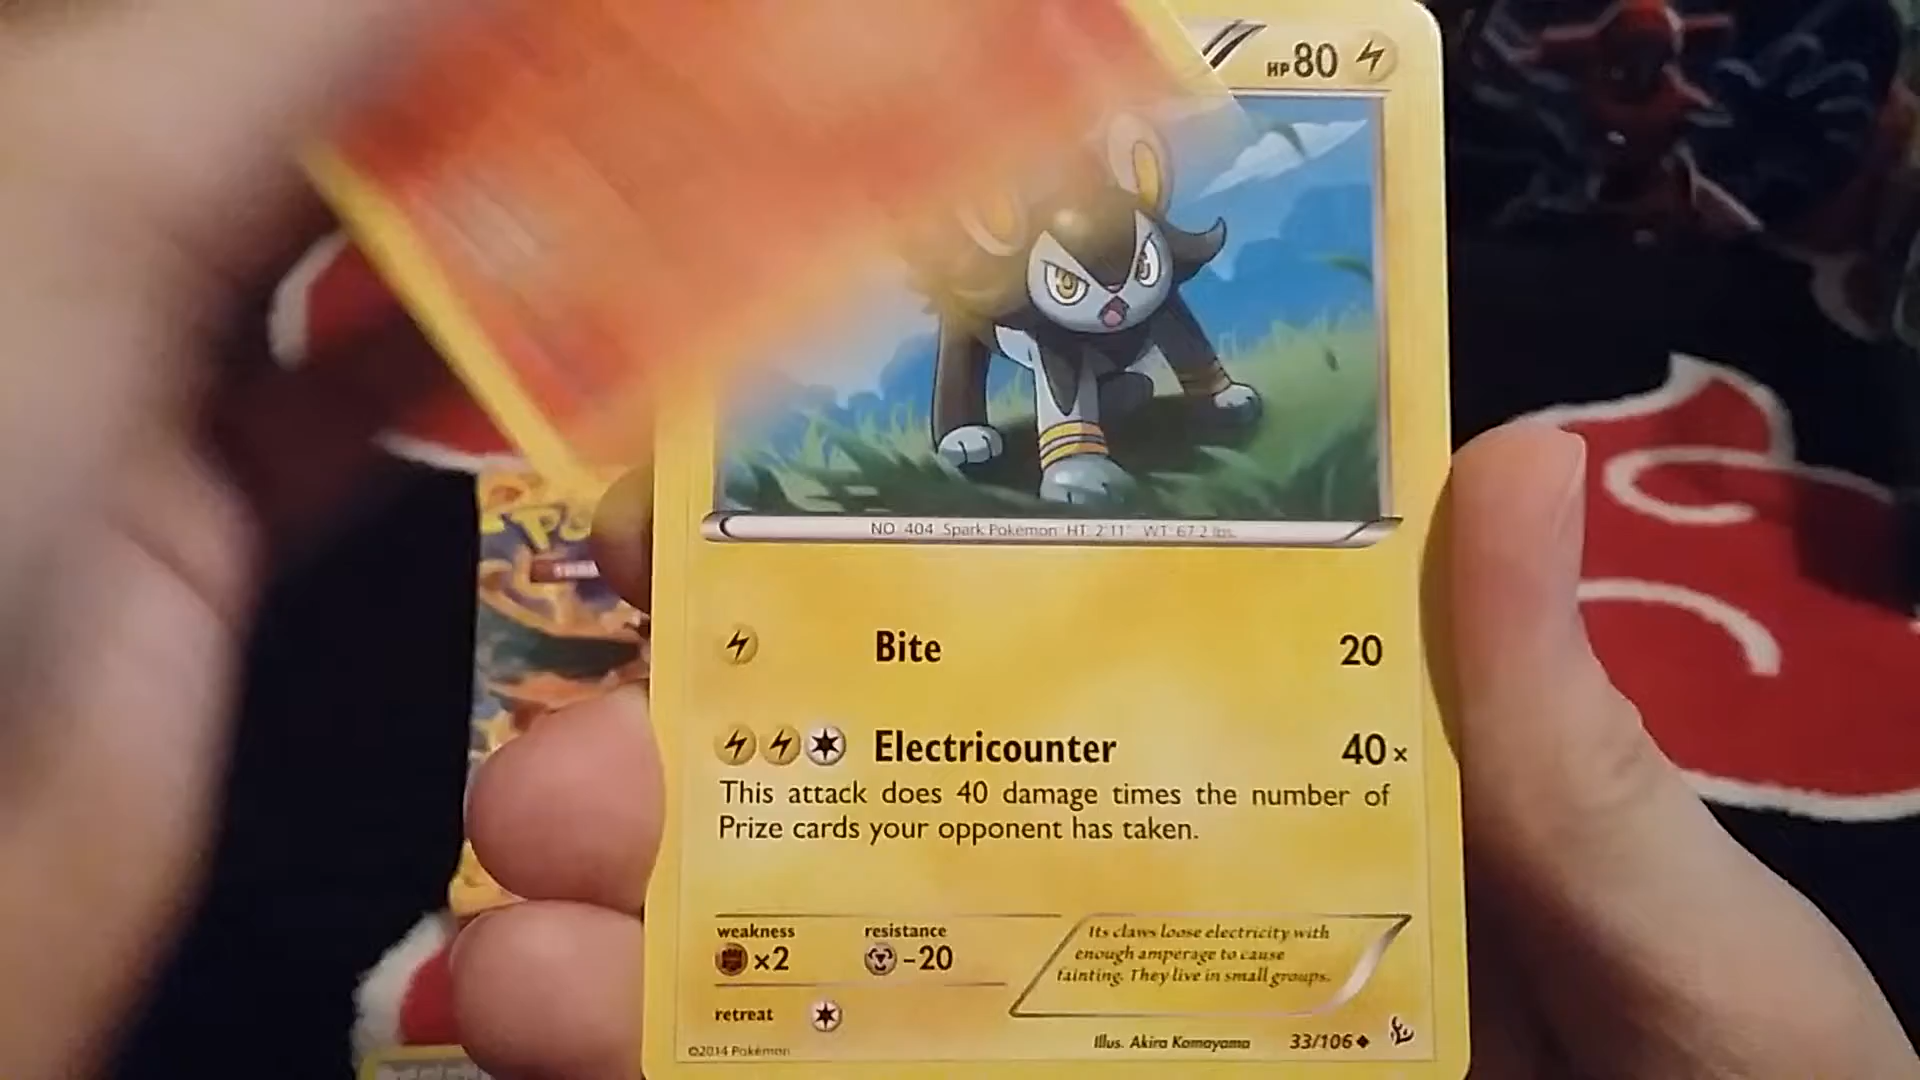 HP80
NO. 404 Spark Pokémon HT: 2'11" WT: 67.2 lbs.
Bite 20
Electricounter 40×
This attack does 40 damage times the number of
Prize cards your opponent has taken.
weakness resistance
×2 -20
Its claws loose electricity with
enough amperage to cause
fainting. They live in small groups.
retreat
Illus. Akira Komayama 33/106
©2014 Pokémon